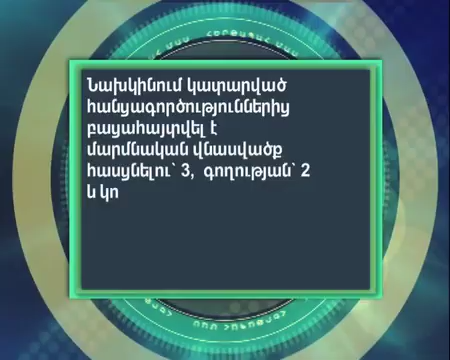 Նախկինում կատարված
հանցագործություններից
բացահայտվել է
մարմնական վնասվածք
հասցնելու՝ 3, գողության՝ 2
և կո